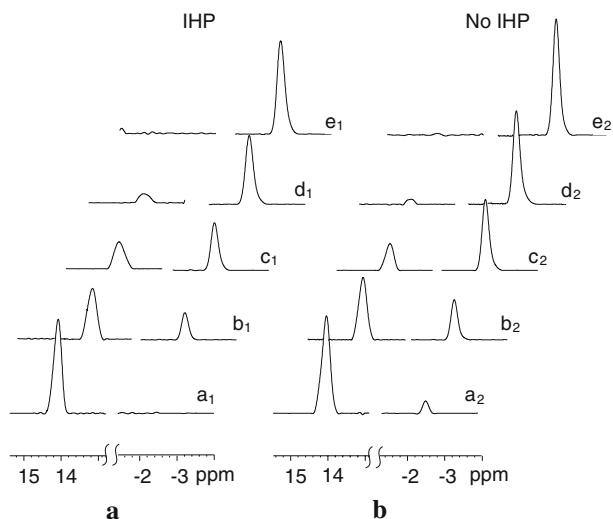 IHP
No IHP
e1
e2
d1
d2
c1
c2
b1
b2
a1
a2
15 14 -2 -3 ppm
15 14 -2 -3 ppm
a
b